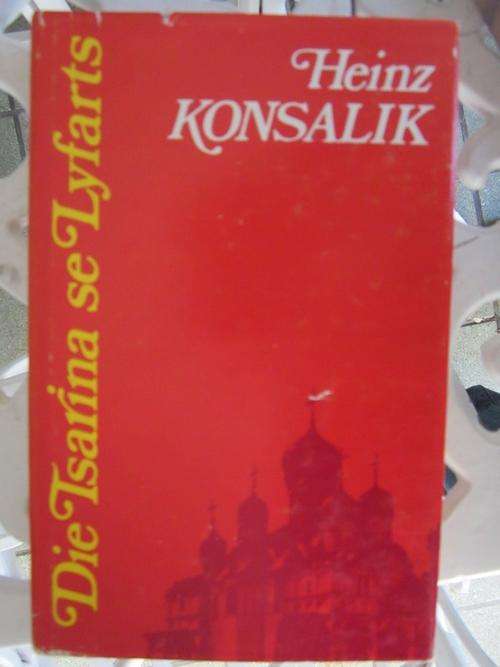 Heinz
KONSALIK
Die Tsarina se Lyfarts